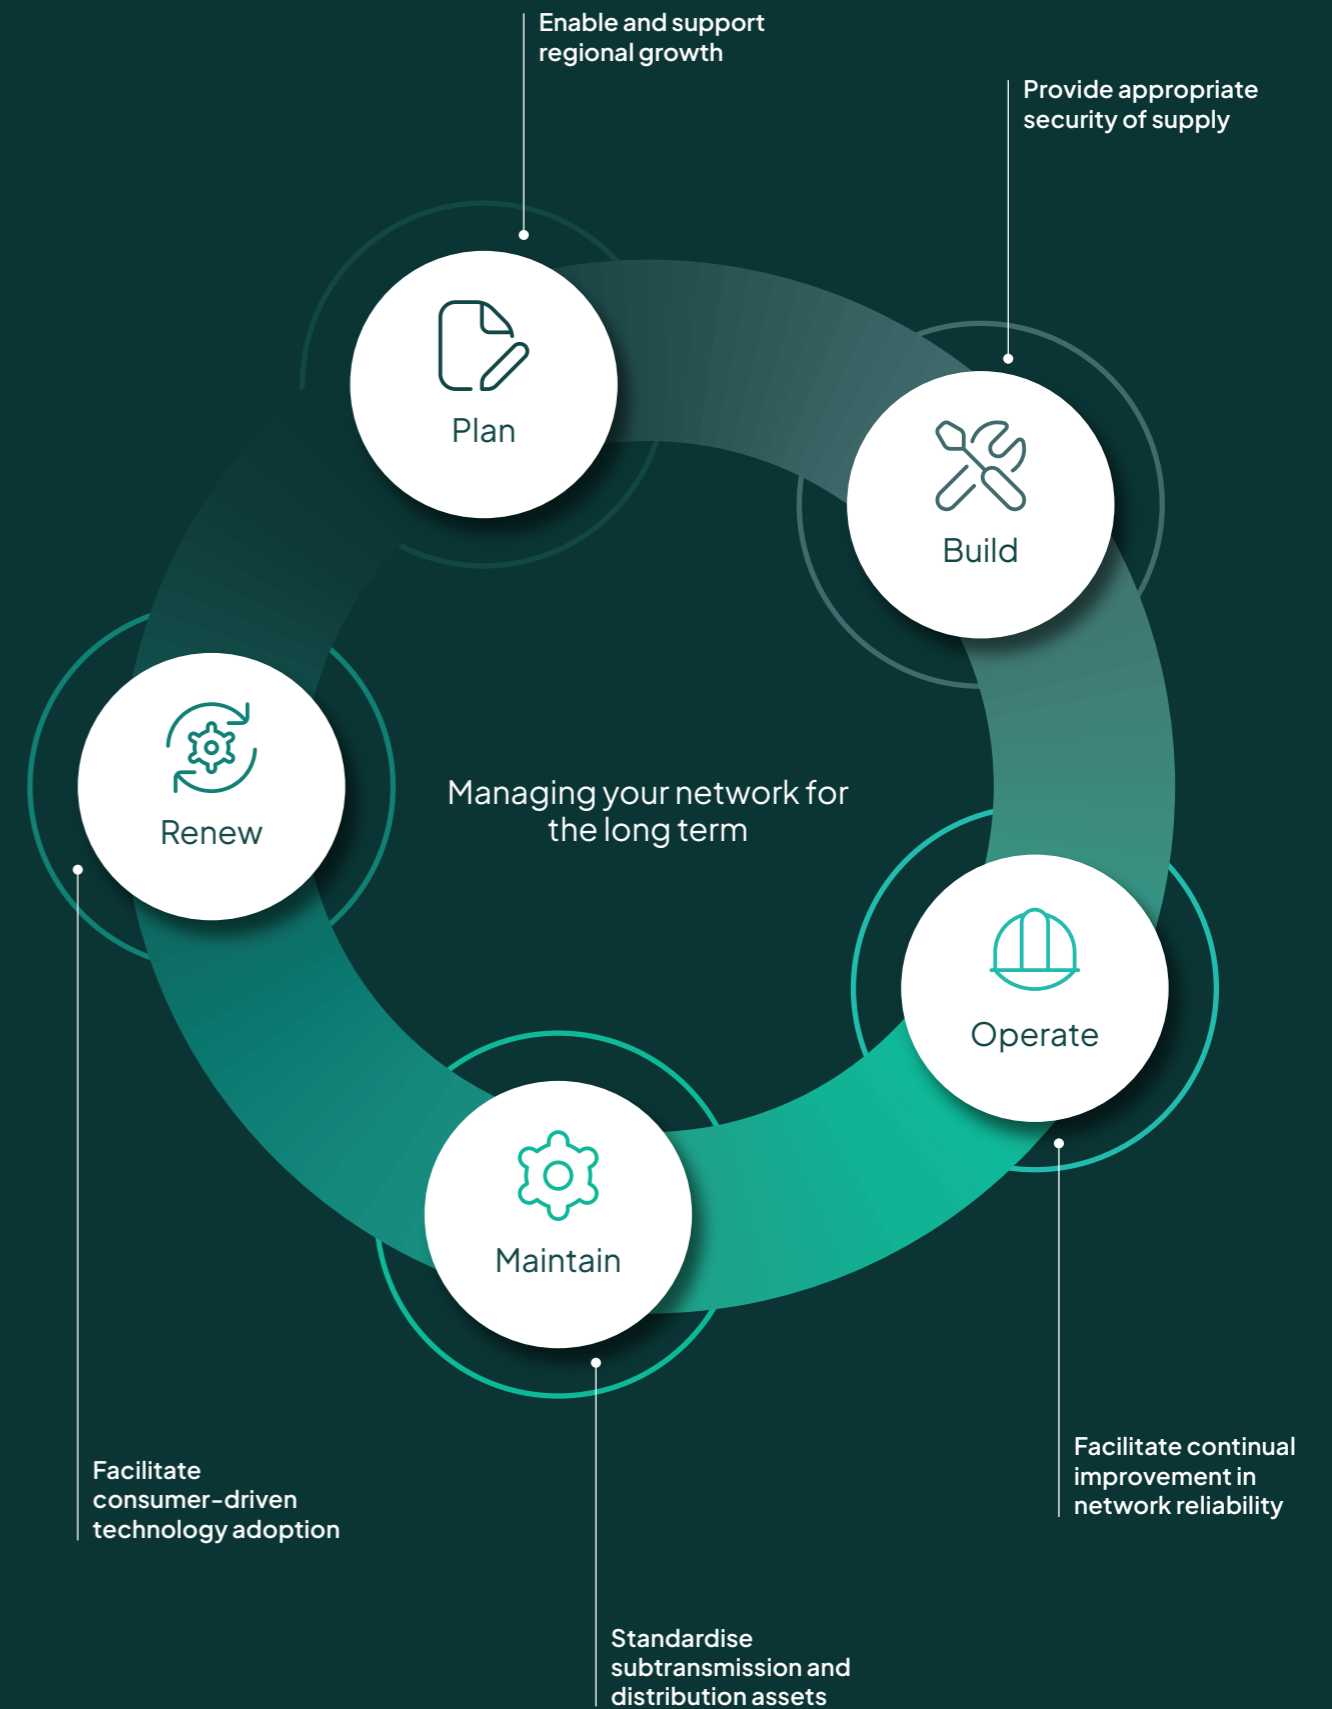 Enable and support
regional growth
Provide appropriate
security of supply
Plan
Build
Renew
Managing your network for
the long term
Operate
Maintain
Facilitate
consumer-driven
technology adoption
Facilitate continual
improvement in
network reliability
Standardise
subtransmission and
distribution assets